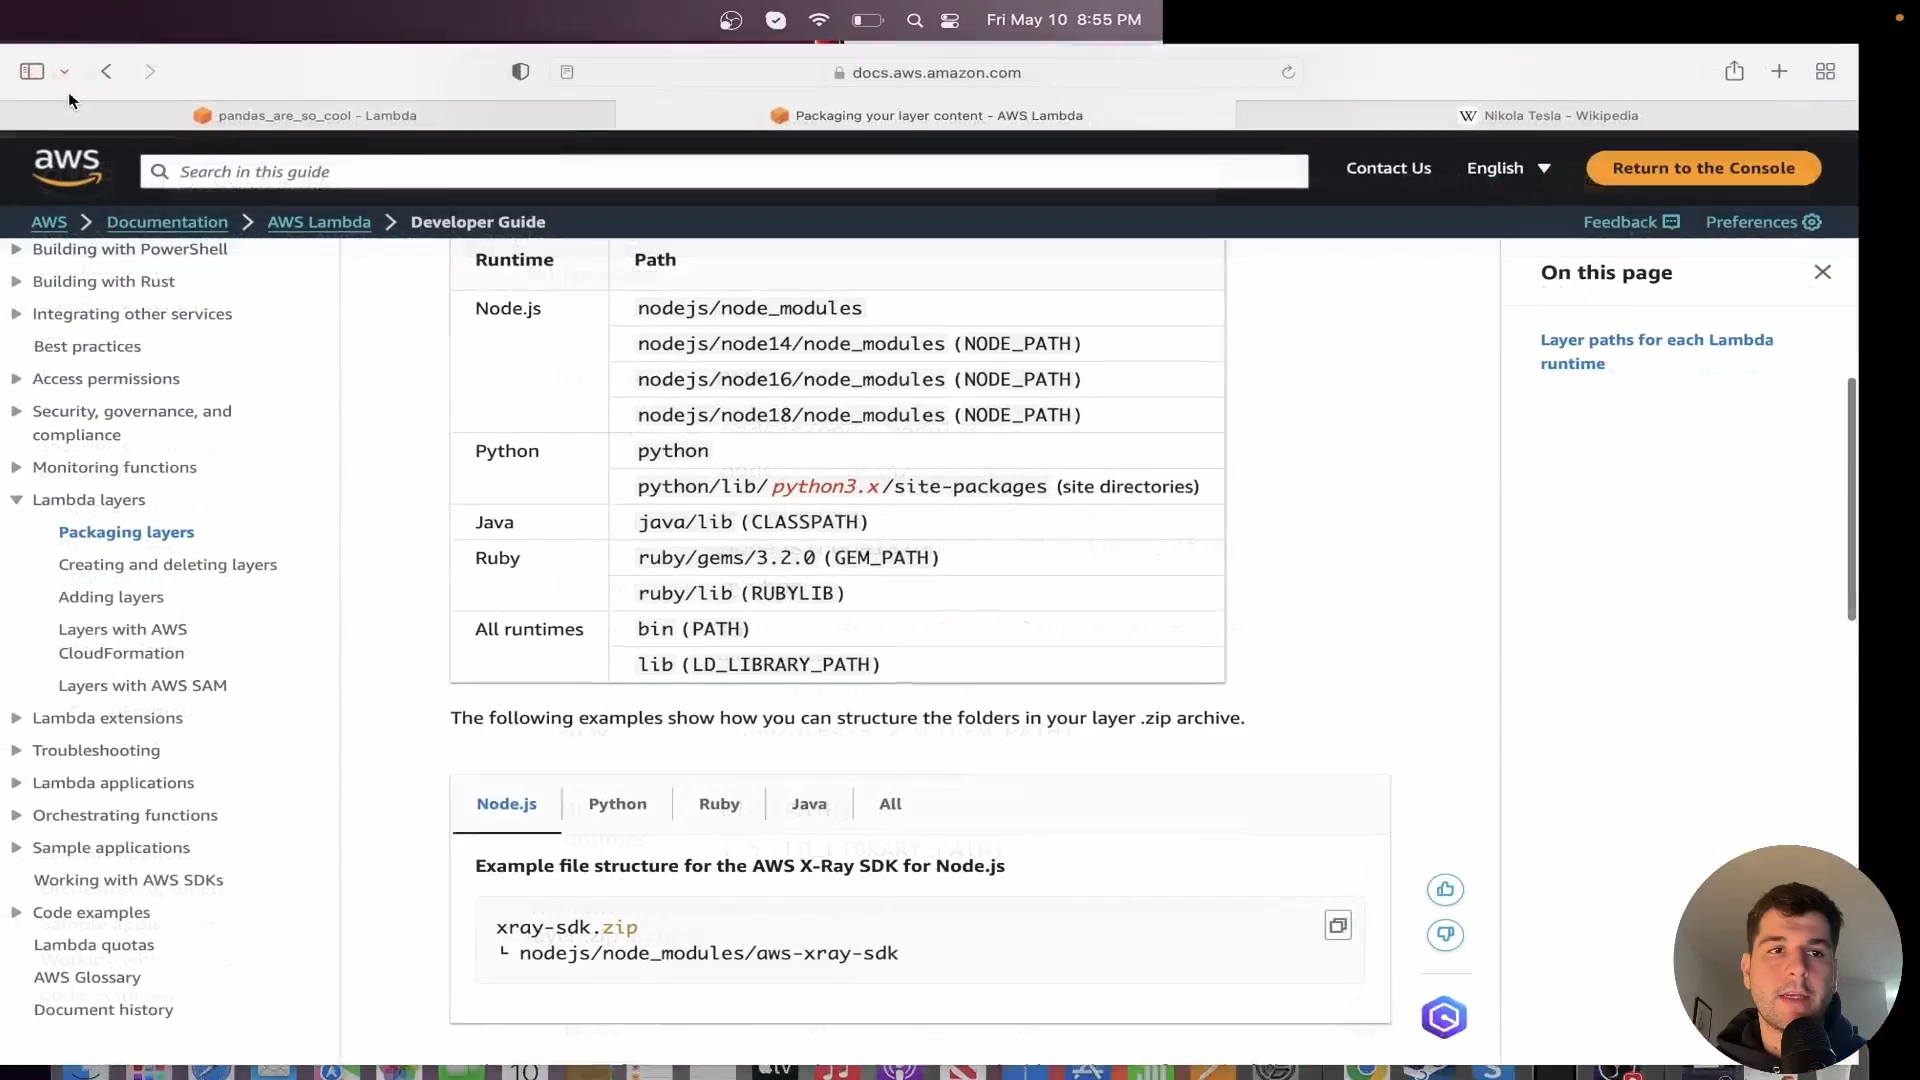 Fri May 10 8:55 PM
docs.aws.amazon.com
pandas_are_so_cool - Lambda
Packaging your layer content - AWS Lambda
W Nikola Tesla - Wikipedia
aws
Search in this guide
Contact Us
English
Return to the Console
AWS
Documentation
AWS Lambda
Developer Guide
Feedback
Preferences
Building with PowerShell
Building with Rust
Integrating other services
Best practices
Access permissions
Security, governance, and
compliance
Monitoring functions
Lambda layers
Packaging layers
Creating and deleting layers
Adding layers
Layers with AWS
CloudFormation
Layers with AWS SAM
Lambda extensions
Troubleshooting
Lambda applications
Orchestrating functions
Sample applications
Working with AWS SDKs
Code examples
Lambda quotas
AWS Glossary
Document history
Runtime Path
Node.js nodejs/node_modules
nodejs/node14/node_modules (NODE_PATH)
nodejs/node16/node_modules (NODE_PATH)
nodejs/node18/node_modules (NODE_PATH)
Python python
python/lib/python3.x/site-packages (site directories)
Java java/lib (CLASSPATH)
Ruby ruby/gems/3.2.0 (GEM_PATH)
ruby/lib (RUBYLIB)
All runtimes bin (PATH)
lib (LD_LIBRARY_PATH)
The following examples show how you can structure the folders in your layer .zip archive.
Node.js Python Ruby Java All
Example file structure for the AWS X-Ray SDK for Node.js
xray-sdk.zip
└ nodejs/node_modules/aws-xray-sdk
On this page
Layer paths for each Lambda
runtime